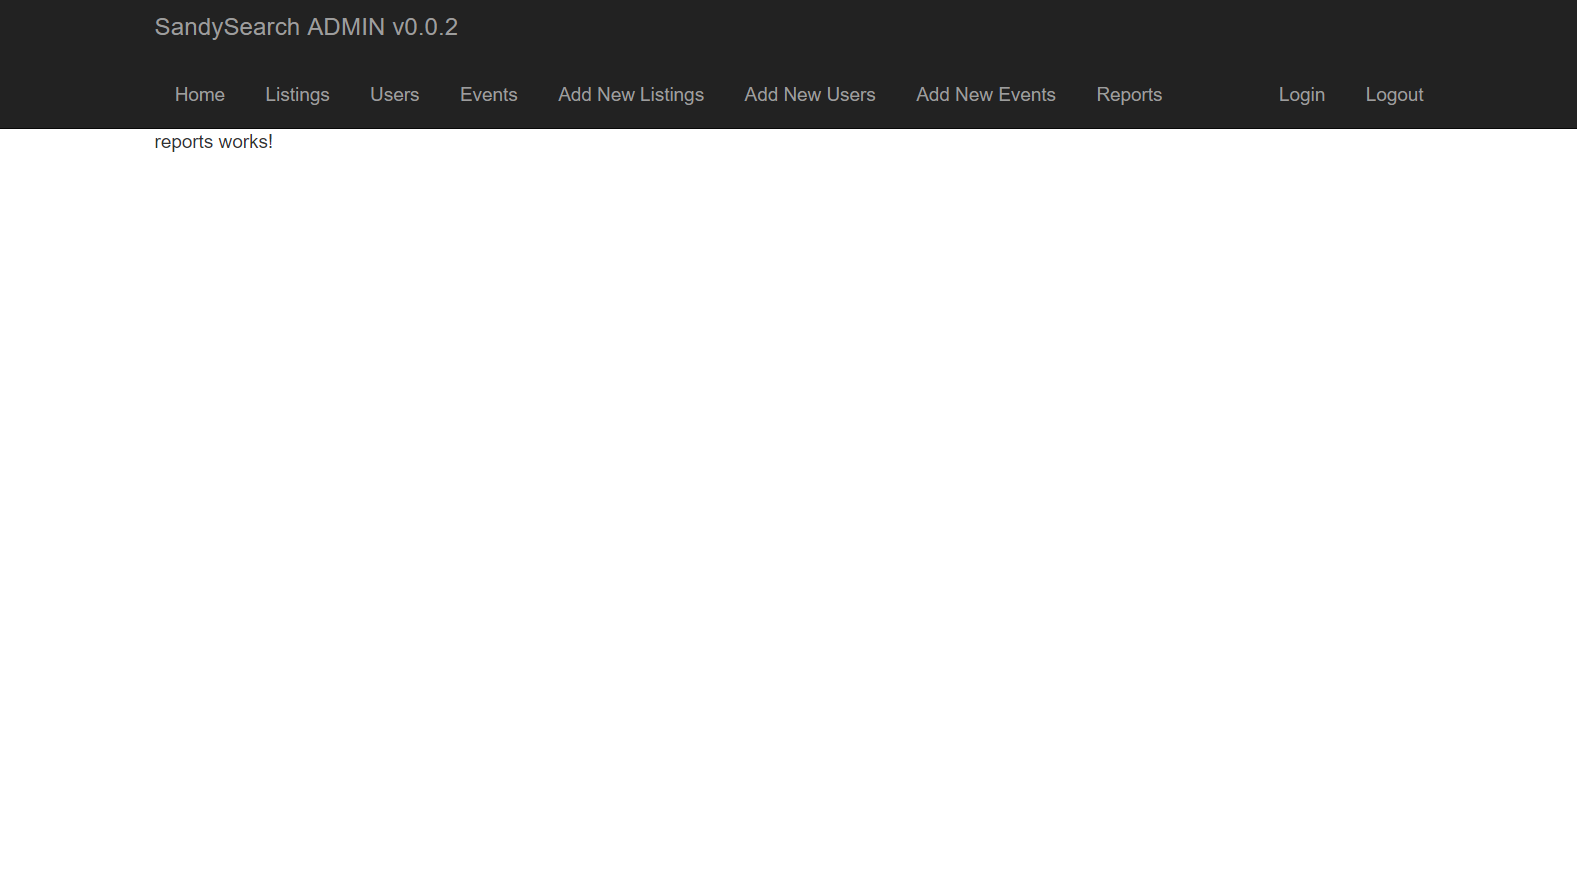 SandySearch ADMIN v0.0.2
Home Listings Users Events Add New Listings Add New Users Add New Events Reports Login Logout
reports works!